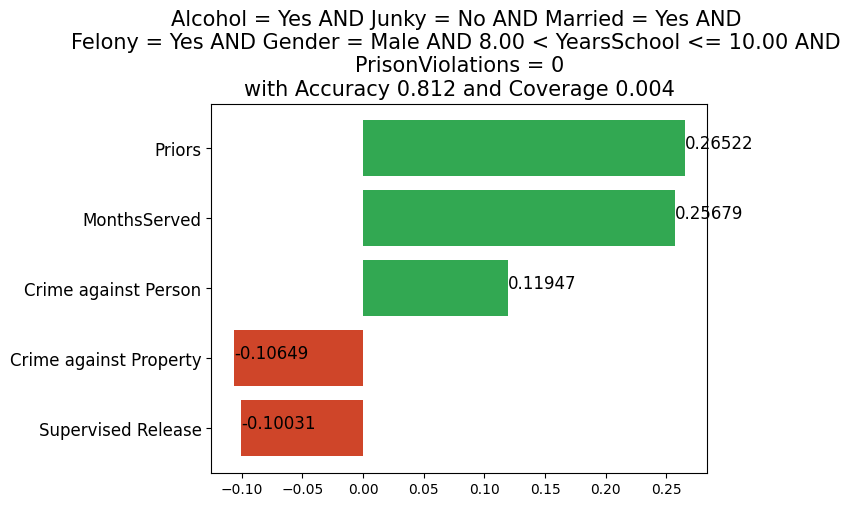 Alcohol = Yes AND Junky = No AND Married = Yes AND
Felony = Yes AND Gender = Male AND 8.00 < YearsSchool <= 10.00 AND
PrisonViolations = 0
with Accuracy 0.812 and Coverage 0.004
Priors
0.26522
MonthsServed
0.25679
Crime against Person
0.11947
Crime against Property
-0.10649
Supervised Release
-0.10031
−0.10 −0.05 0.00 0.05 0.10 0.15 0.20 0.25